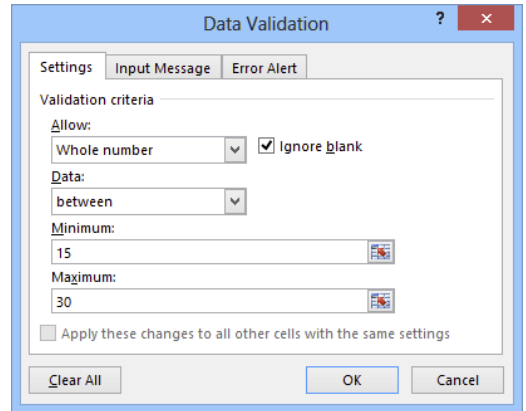 Data Validation ?
Settings Input Message Error Alert
Validation criteria
Allow:
Whole number Ignore blank
Data:
between
Minimum:
15
Maximum:
30
Apply these changes to all other cells with the same settings
Clear All OK Cancel